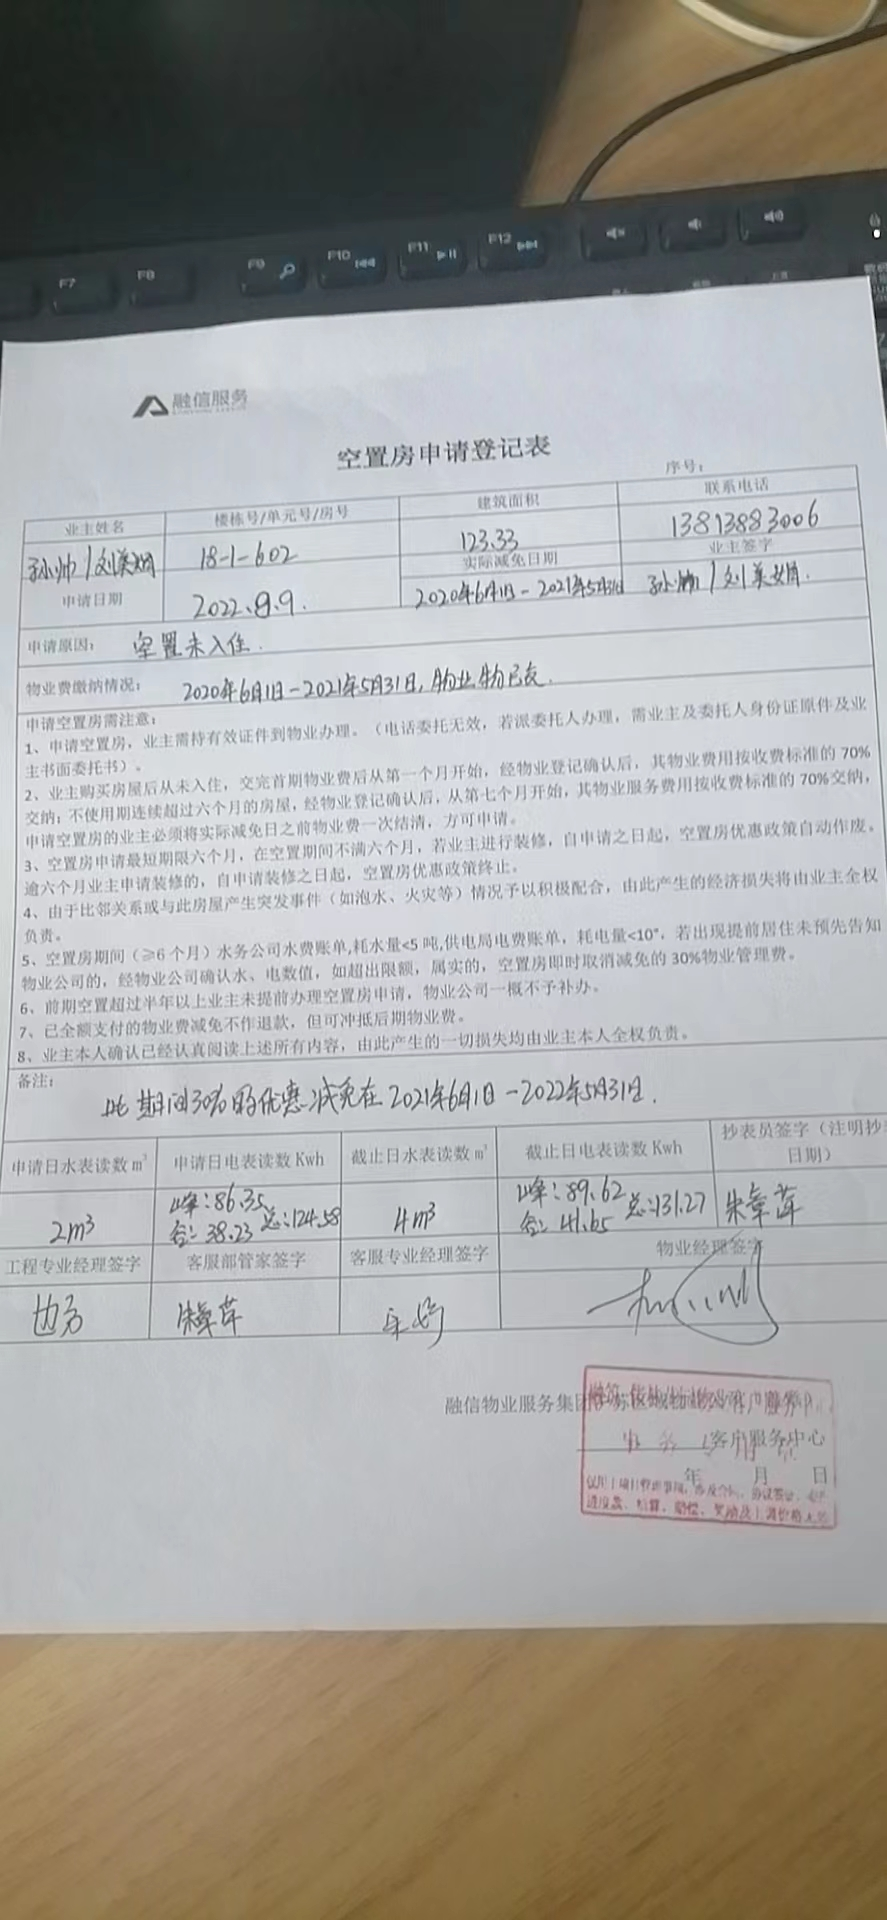 F7 F8 F9 F10 F11 F12
融信服务
空置房申请登记表
序号：
业主姓名 楼栋号/单元号/房号 建筑面积 联系电话
孙帅/刘美娟 18-1-602 123.33 13813883006
申请日期 2022.9.9. 实际减免日期 业主签字
2020年6月1日-2021年5月31日 孙帅/刘美娟.
申请原因： 空置未入住.
物业费缴纳情况： 2020年6月1日-2021年5月31日,物业物已交.
申请空置房需注意：
1、申请空置房，业主需持有效证件到物业办理。（电话委托无效，若派委托人办理，需业主及委托人身份证原件及业
主书面委托书）。
2、业主购买房屋后从未入住，交完首期物业费后从第一个月开始，经物业登记确认后，其物业费用按收费标准的 70%
交纳；不使用期连续超过六个月的房屋，经物业登记确认后，从第七个月开始，其物业服务费用按收费标准的 70%交纳，
申请空置房的业主必须将实际减免日之前物业费一次结清，方可申请。
3、空置房申请最短期限六个月，在空置期间不满六个月，若业主进行装修，自申请之日起，空置房优惠政策自动作废。
逾六个月业主申请装修的，自申请装修之日起，空置房优惠政策终止。
4、由于比邻关系或与此房屋产生突发事件（如泡水、火灾等）情况予以积极配合，由此产生的经济损失将由业主全权
负责。
5、空置房期间（≥6 个月）水务公司水费账单,耗水量<5 吨,供电局电费账单，耗电量<10°，若出现提前居住未预先告知
物业公司的，经物业公司确认水、电数值，如超出限额，属实的，空置房即时取消减免的 30%物业管理费。
6、前期空置超过半年以上业主未提前办理空置房申请，物业公司一概不予补办。
7、已全额支付的物业费减免不作退款，但可冲抵后期物业费。
8、业主本人确认已经认真阅读上述所有内容，由此产生的一切损失均由业主本人全权负责。
备注：
此期间30%的优惠减免在2021年6月1日-2022年5月31日.
申请日水表读数 m³ 申请日电表读数 Kwh 截止日水表读数 m³ 截止日电表读数 Kwh 抄表员签字（注明抄
日期）
2m³ 峰：86.35 谷：38.23 总：124.58 4m³ 峰：89.62 谷：41.65 总：131.27 朱章茸
工程专业经理签字 客服部管家签字 客服专业经理签字 物业经理签字
朱章茸
融信物业服务集团
客户服务中心
年 月 日